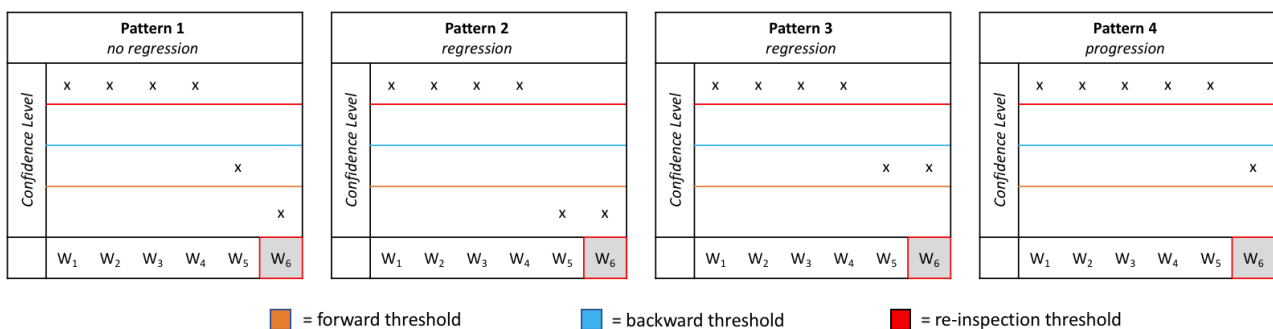 Pattern 1
no regression
Confidence Level
x x x x
x
x
W₁ W₂ W₃ W₄ W₅ W₆
Pattern 2
regression
Confidence Level
x x x x
x x
W₁ W₂ W₃ W₄ W₅ W₆
Pattern 3
regression
Confidence Level
x x x x
x x
W₁ W₂ W₃ W₄ W₅ W₆
Pattern 4
progression
Confidence Level
x x x x x
x
W₁ W₂ W₃ W₄ W₅ W₆
= forward threshold
= backward threshold
= re-inspection threshold